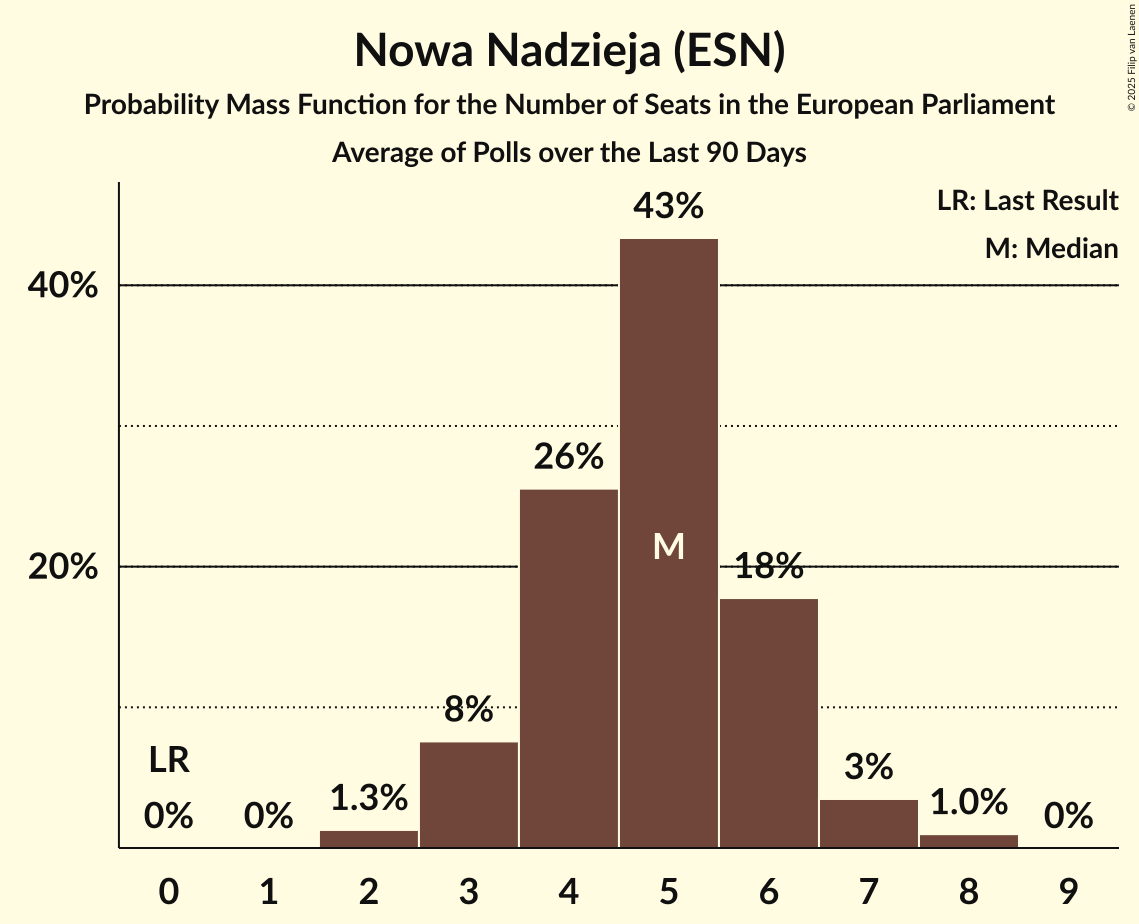 Nowa Nadzieja (ESN)
Probability Mass Function for the Number of Seats in the European Parliament
Average of Polls over the Last 90 Days
© 2025 Filip van Laenen
LR: Last Result
M: Median
43%
40%
26%
M
20%
18%
8%
LR
3%
1.3%
1.0%
0%
0%
0%
0 1 2 3 4 5 6 7 8 9